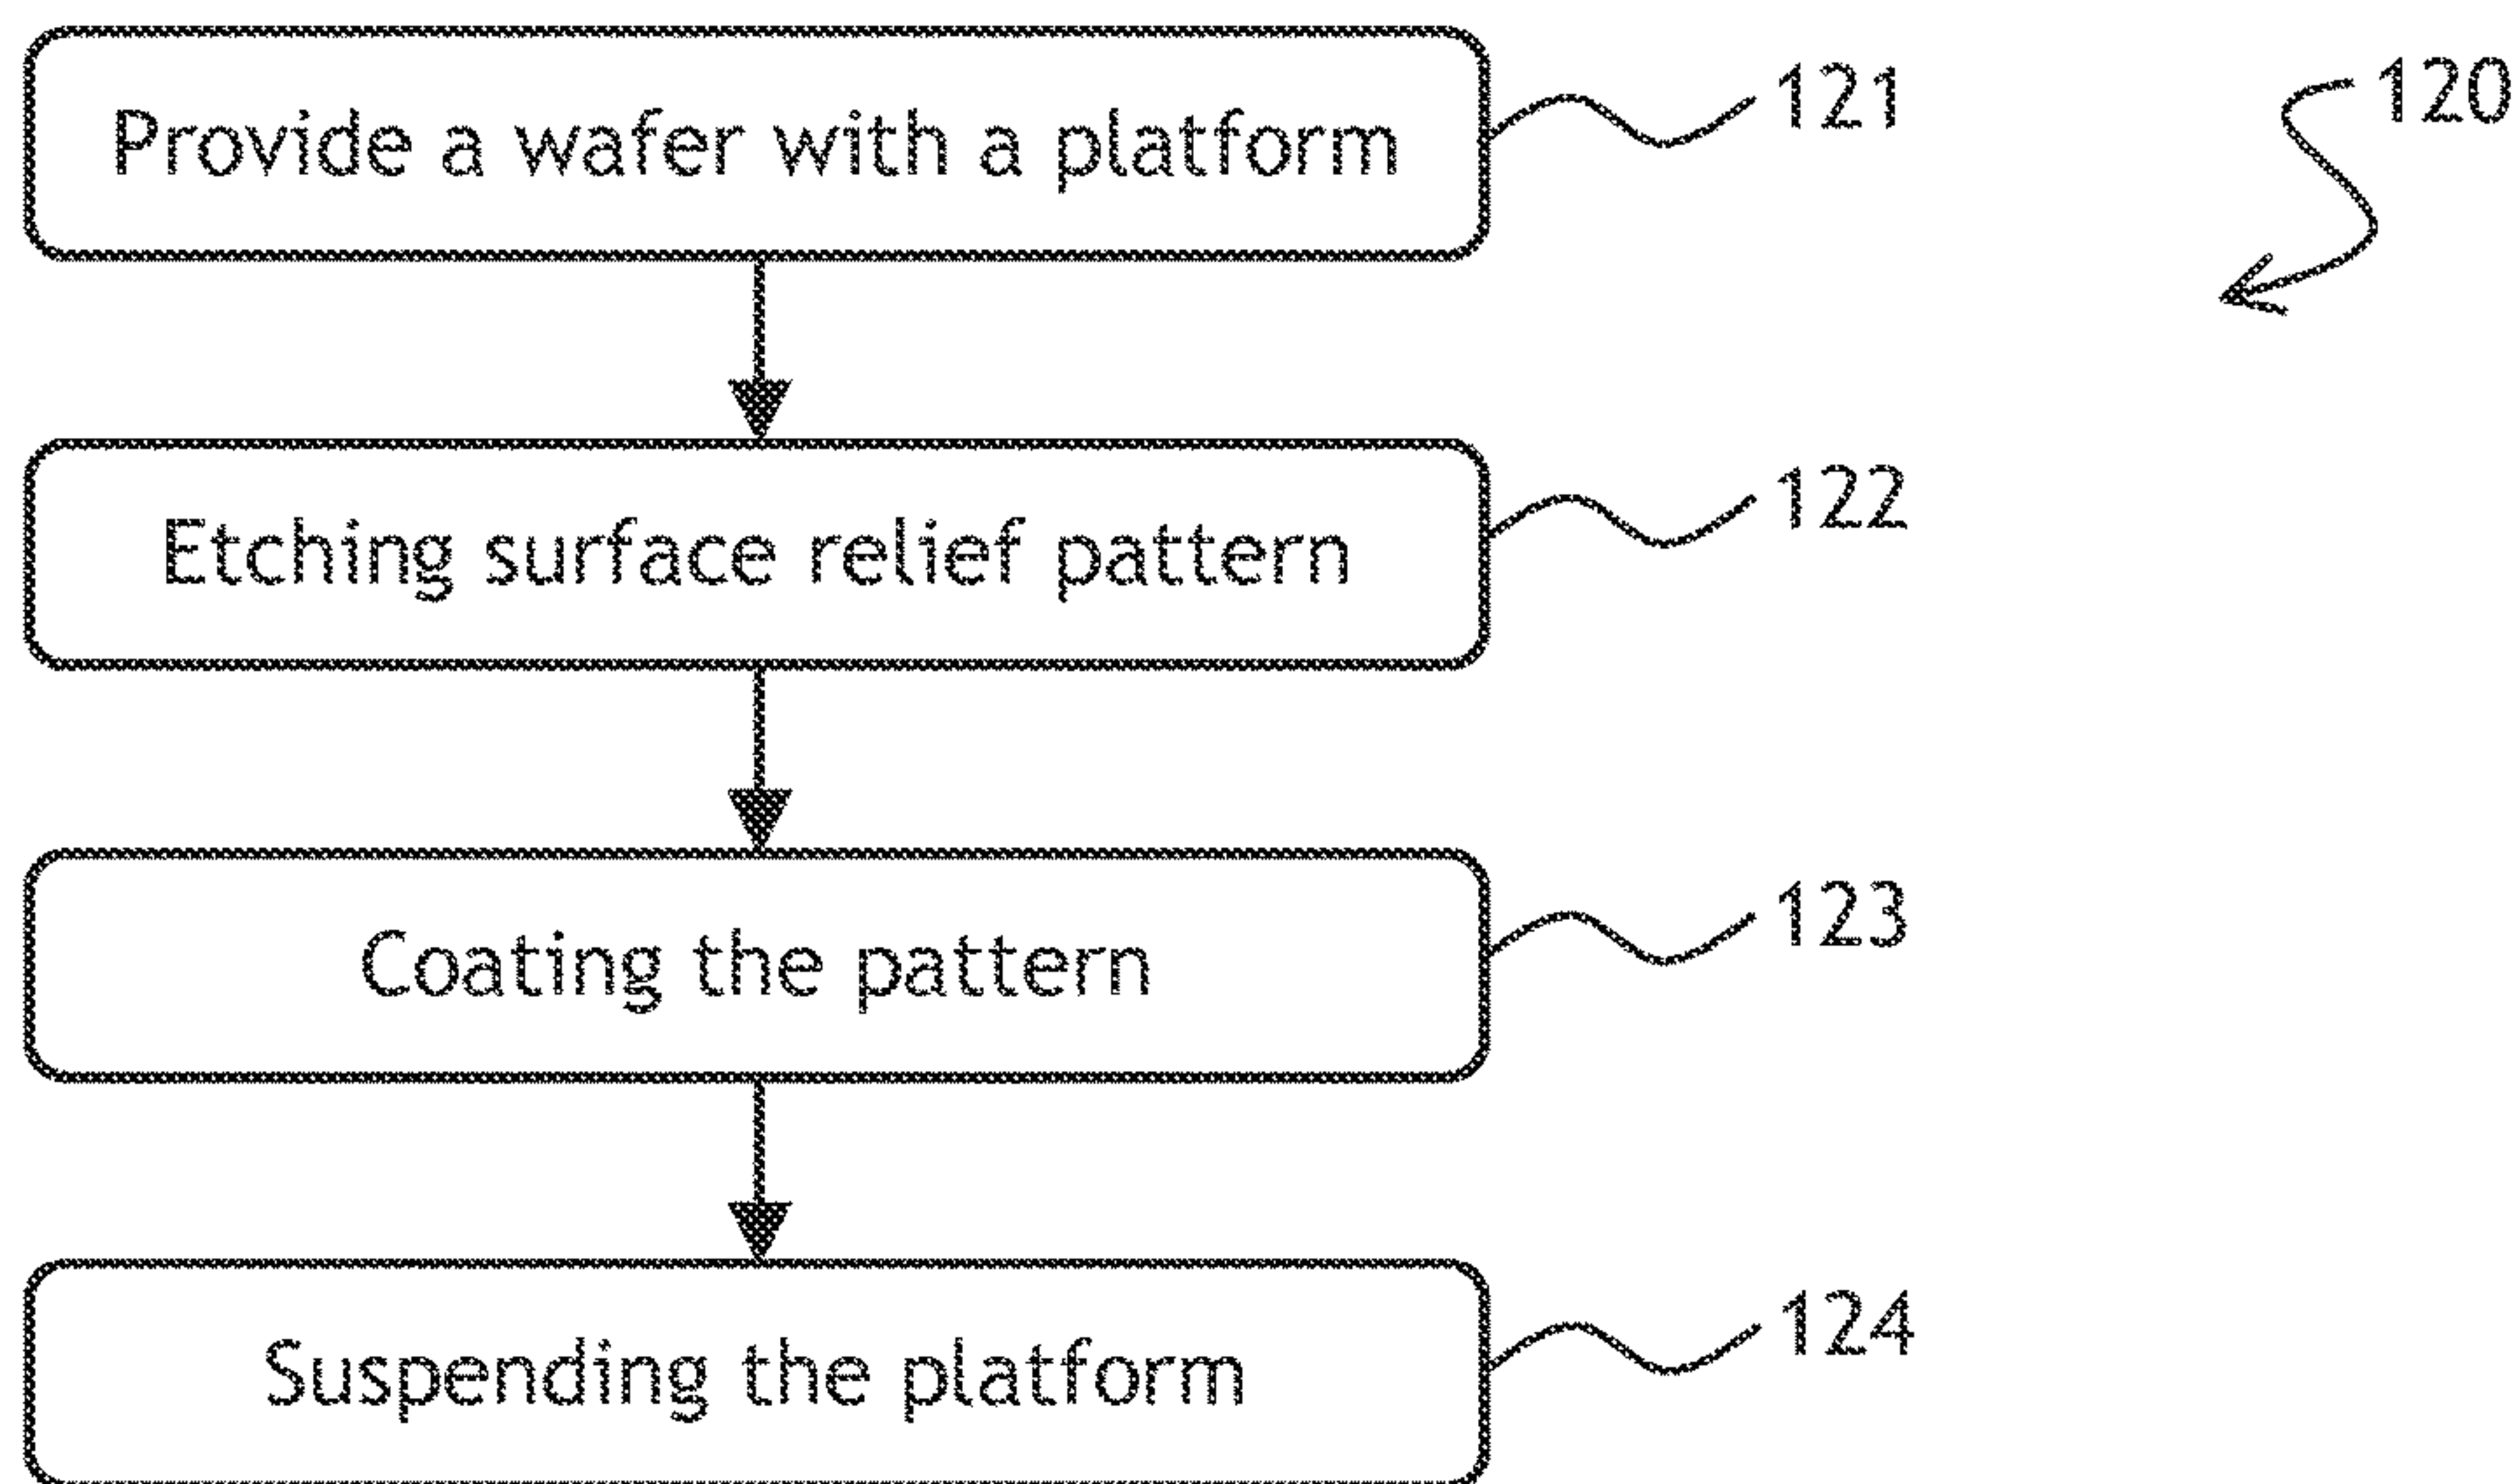 Provide a wafer with a platform
121
120
Etching surface relief pattern
122
Coating the pattern
123
Suspending the platform
124